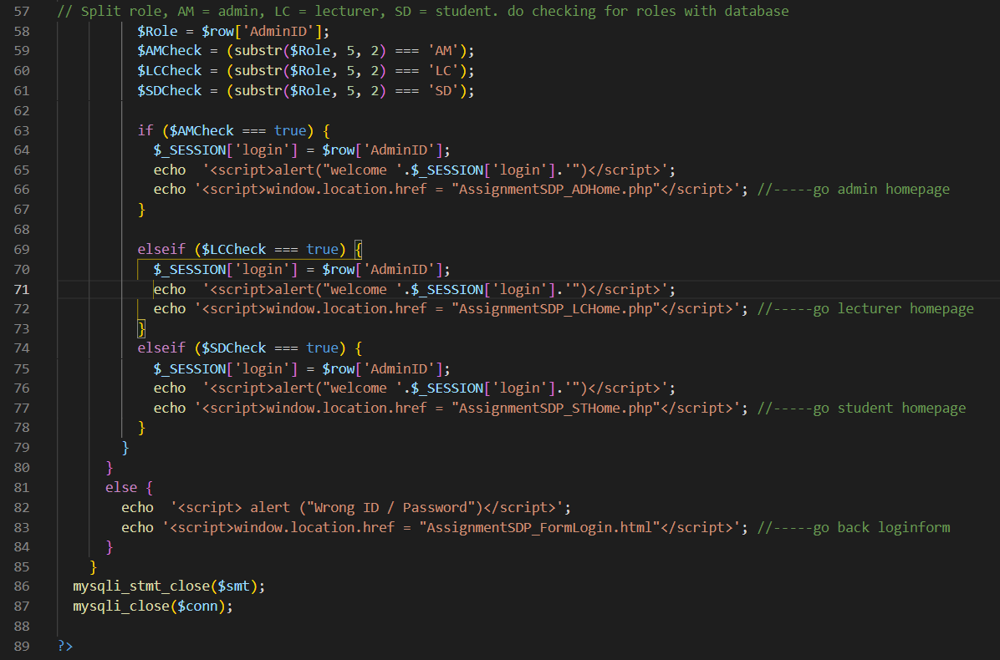 57 // Split role, AM = admin, LC = lecturer, SD = student. do checking for roles with database
58 $Role = $row['AdminID'];
59 $AMCheck = (substr($Role, 5, 2) === 'AM');
60 $LCCheck = (substr($Role, 5, 2) === 'LC');
61 $SDCheck = (substr($Role, 5, 2) === 'SD');
62
63 if ($AMCheck === true) {
64 $_SESSION['login'] = $row['AdminID'];
65 echo  '<script>alert("welcome '.$_SESSION['login'].'")</script>';
66 echo '<script>window.location.href = "AssignmentSDP_ADHome.php"</script>'; //-----go admin homepage
67 }
68
69 elseif ($LCCheck === true) {
70 $_SESSION['login'] = $row['AdminID'];
71 echo  '<script>alert("welcome '.$_SESSION['login'].'")</script>';
72 echo '<script>window.location.href = "AssignmentSDP_LCHome.php"</script>'; //-----go lecturer homepage
73 }
74 elseif ($SDCheck === true) {
75 $_SESSION['login'] = $row['AdminID'];
76 echo  '<script>alert("welcome '.$_SESSION['login'].'")</script>';
77 echo '<script>window.location.href = "AssignmentSDP_STHome.php"</script>'; //-----go student homepage
78 }
79 }
80 }
81 else {
82 echo  '<script> alert ("Wrong ID / Password")</script>';
83 echo '<script>window.location.href = "AssignmentSDP_FormLogin.html"</script>'; //-----go back loginform
84 }
85 }
86 mysqli_stmt_close($smt);
87 mysqli_close($conn);
88
89 ?>